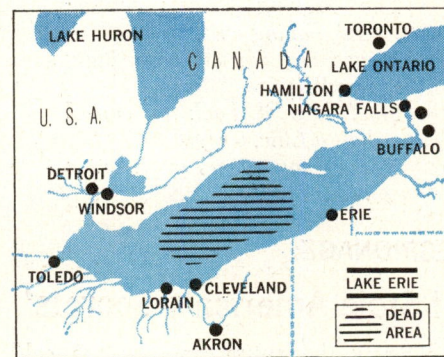 TORONTO
LAKE HURON
CANADA
LAKE ONTARIO
HAMILTON
NIAGARA FALLS
U. S. A.
BUFFALO
DETROIT
WINDSOR
ERIE
TOLEDO
CLEVELAND
LORAIN
LAKE ERIE
DEAD
AREA
AKRON